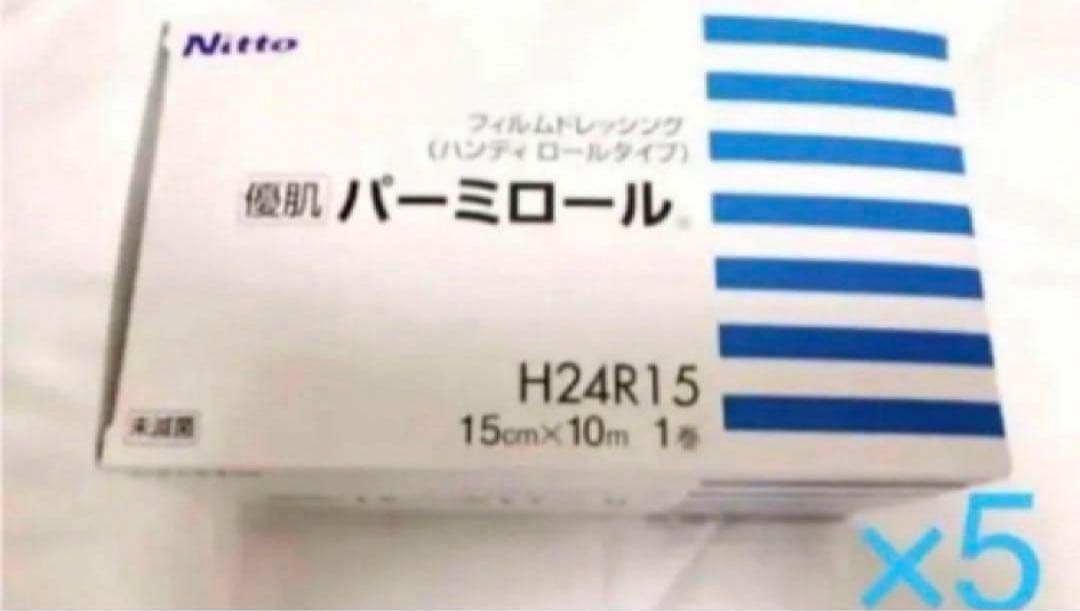 Nitto
フィルムドレッシング
(ハンディ ロールタイプ)
優肌 パーミロール
H24R15
15cm×10m 1巻
未滅菌
×5